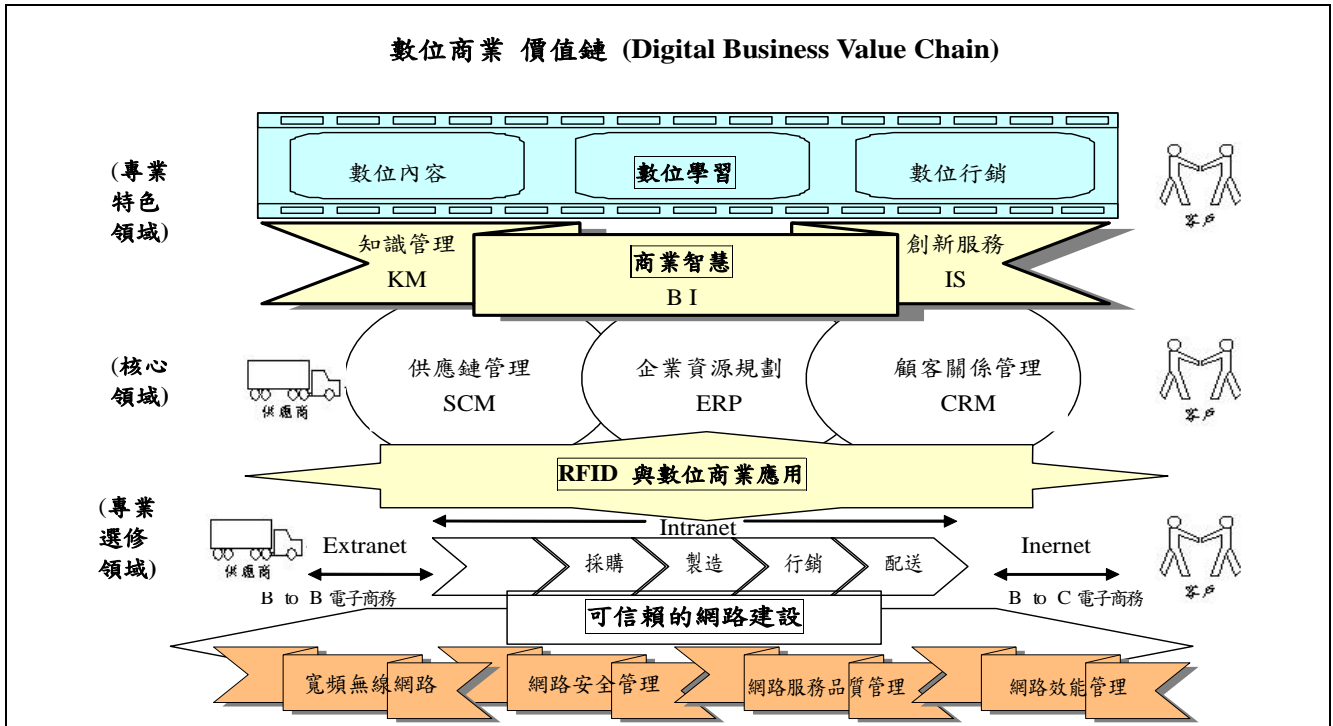 數位商業 價值鏈 (Digital Business Value Chain)
(專業
特色
領域)
數位內容
數位學習
數位行銷
客戶
知識管理
KM
商業智慧
B I
創新服務
IS
(核心
領域)
供應商
供應鏈管理
SCM
企業資源規劃
ERP
顧客關係管理
CRM
客戶
RFID 與數位商業應用
(專業
選修
領域)
供應商
Extranet
B to B 電子商務
Intranet
採購
製造
行銷
配送
Inernet
B to C 電子商務
客戶
可信賴的網路建設
寬頻無線網路
網路安全管理
網路服務品質管理
網路效能管理